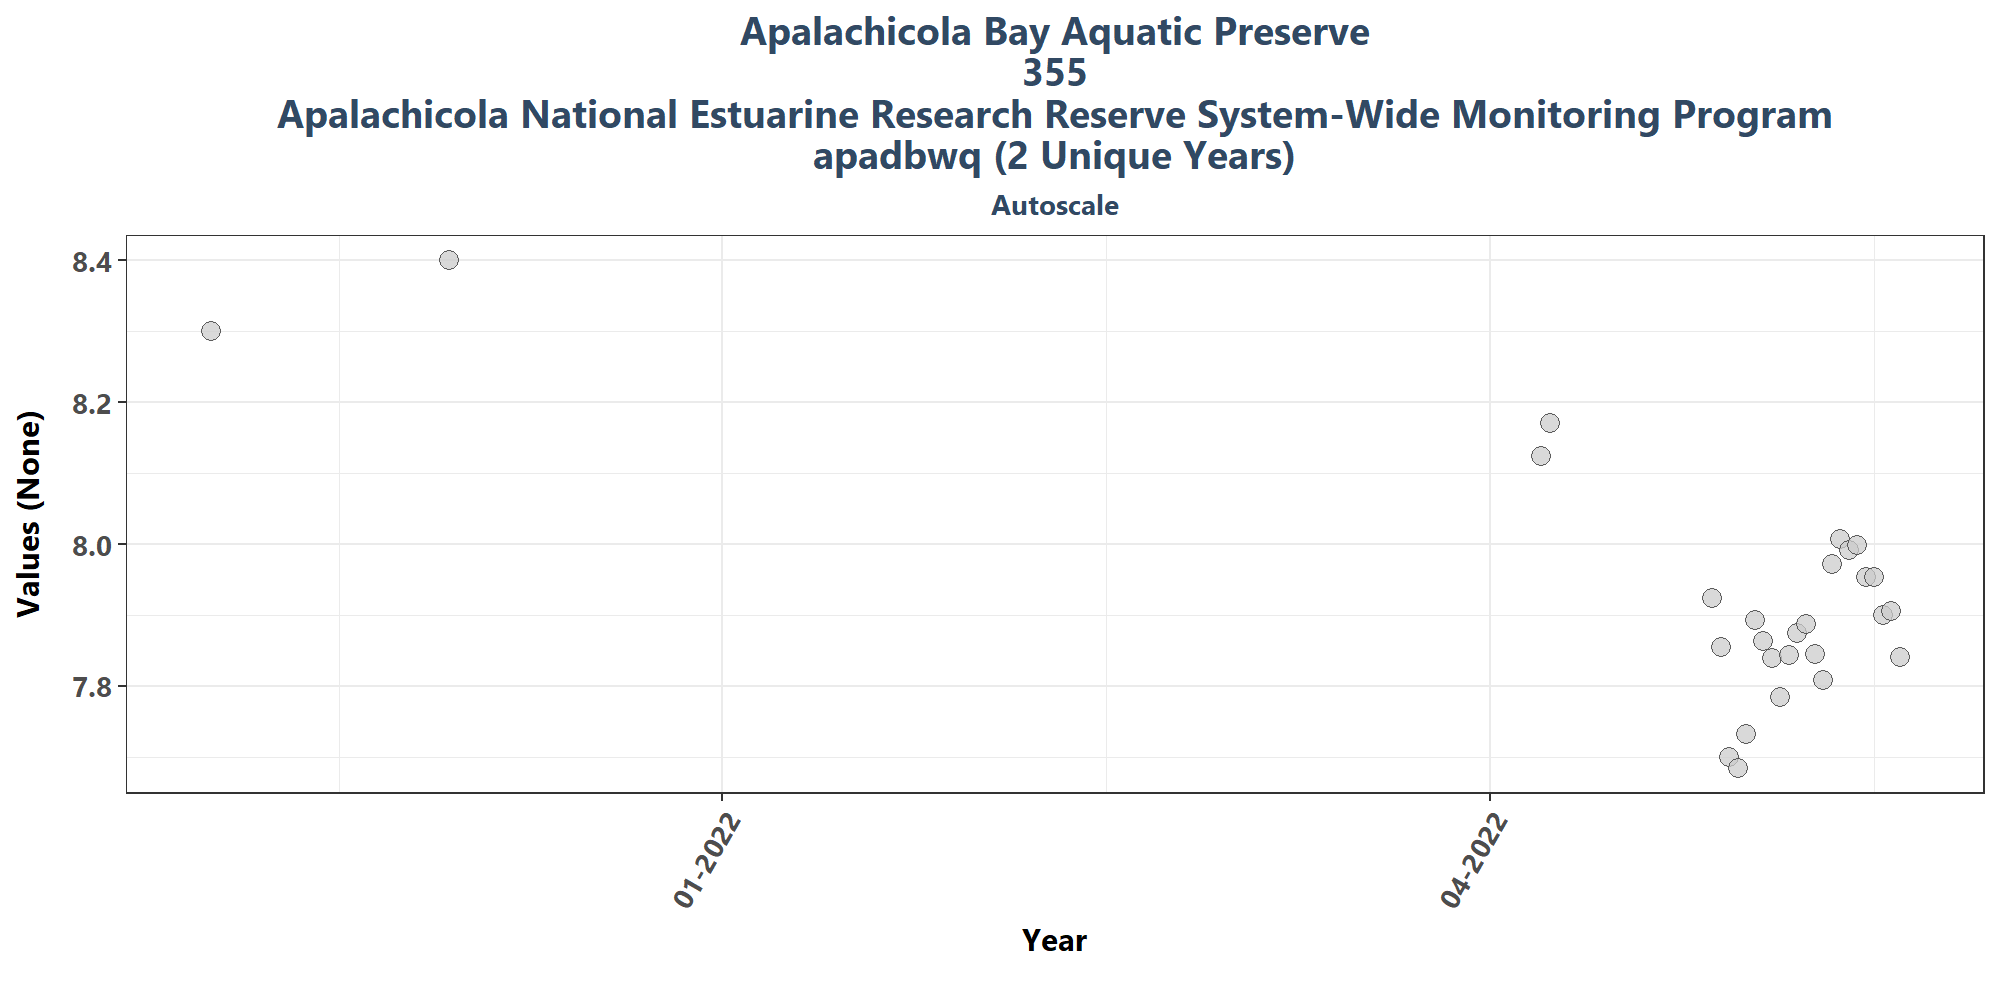 Apalachicola Bay Aquatic Preserve
355
Apalachicola National Estuarine Research Reserve System-Wide Monitoring Program
apadbwq (2 Unique Years)
Autoscale
Values (None)
8.4
8.2
8.0
7.8
01-2022
04-2022
Year